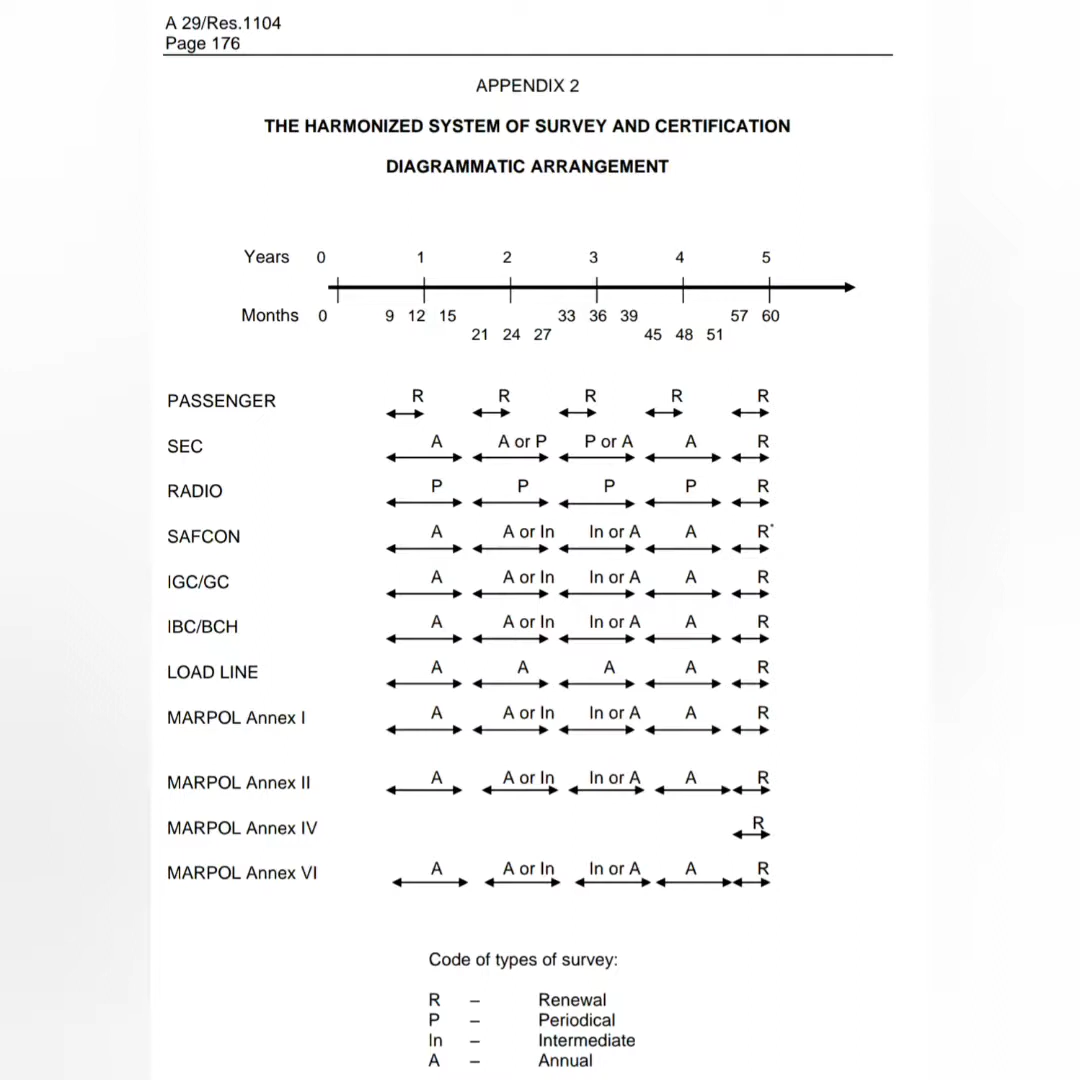 A 29/Res.1104
Page 176
APPENDIX 2
THE HARMONIZED SYSTEM OF SURVEY AND CERTIFICATION
DIAGRAMMATIC ARRANGEMENT
Years 0 1 2 3 4 5
Months 0 9 12 15 33 36 39 57 60
21 24 27 45 48 51
PASSENGER R R R R R
SEC A A or P P or A A R
RADIO P P P P R
SAFCON A A or In In or A A R*
IGC/GC A A or In In or A A R
IBC/BCH A A or In In or A A R
LOAD LINE A A A A R
MARPOL Annex I A A or In In or A A R
MARPOL Annex II A A or In In or A A R
MARPOL Annex IV R
MARPOL Annex VI A A or In In or A A R
Code of types of survey:
R – Renewal
P – Periodical
In – Intermediate
A – Annual